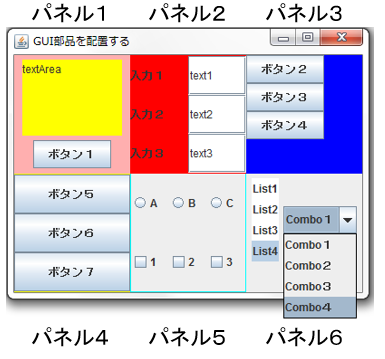 パネル１ パネル２ パネル３
GUI部品を配置する
textArea
ボタン１
入力１ text1
入力２ text2
入力３ text3
ボタン２
ボタン３
ボタン４
ボタン５
ボタン６
ボタン７
A B C
1 2 3
List1
List2
List3
List4
Combo１
Combo１
Combo２
Combo３
Combo４
パネル４ パネル５ パネル６